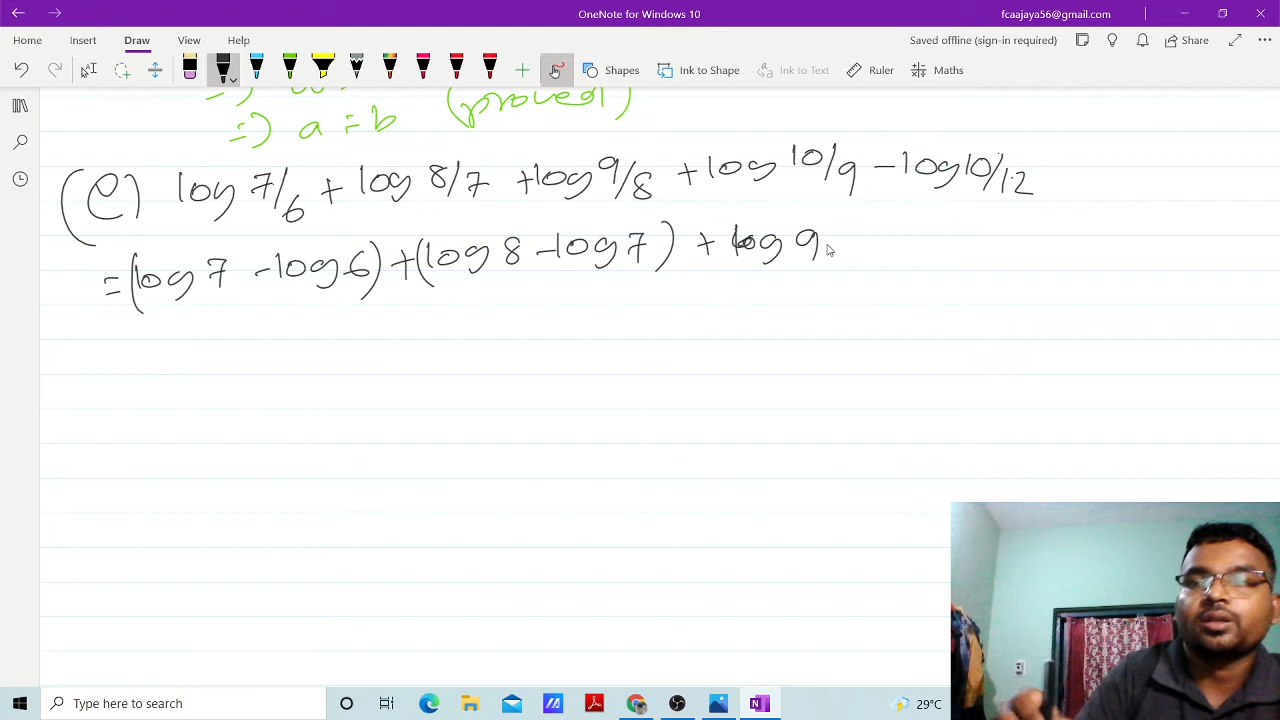 OneNote for Windows 10
fcaajaya56@gmail.com
Home Insert Draw View Help
Saved offline (sign-in required)
Share
Shapes
Ink to Shape
Ink to Text
Ruler
Maths
=) a = b (proved)
(e) log 7/6 + log 8/7 + log 9/8 + log 10/9 - log 10/12
= (log 7 - log 6) + (log 8 - log 7) + log 9
Type here to search
29°C